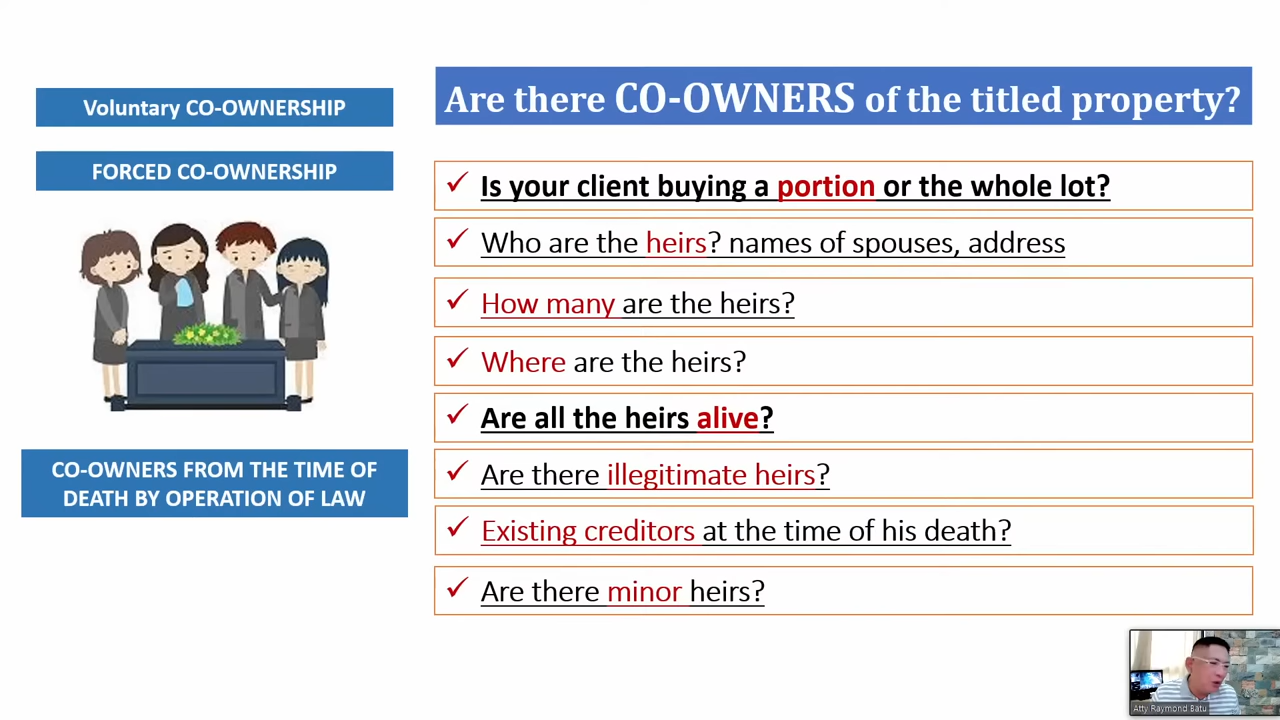 Voluntary CO-OWNERSHIP
FORCED CO-OWNERSHIP
CO-OWNERS FROM THE TIME OF
DEATH BY OPERATION OF LAW
Are there CO-OWNERS of the titled property?
✓ Is your client buying a portion or the whole lot?
✓ Who are the heirs? names of spouses, address
✓ How many are the heirs?
✓ Where are the heirs?
✓ Are all the heirs alive?
✓ Are there illegitimate heirs?
✓ Existing creditors at the time of his death?
✓ Are there minor heirs?
Atty Raymond Batu